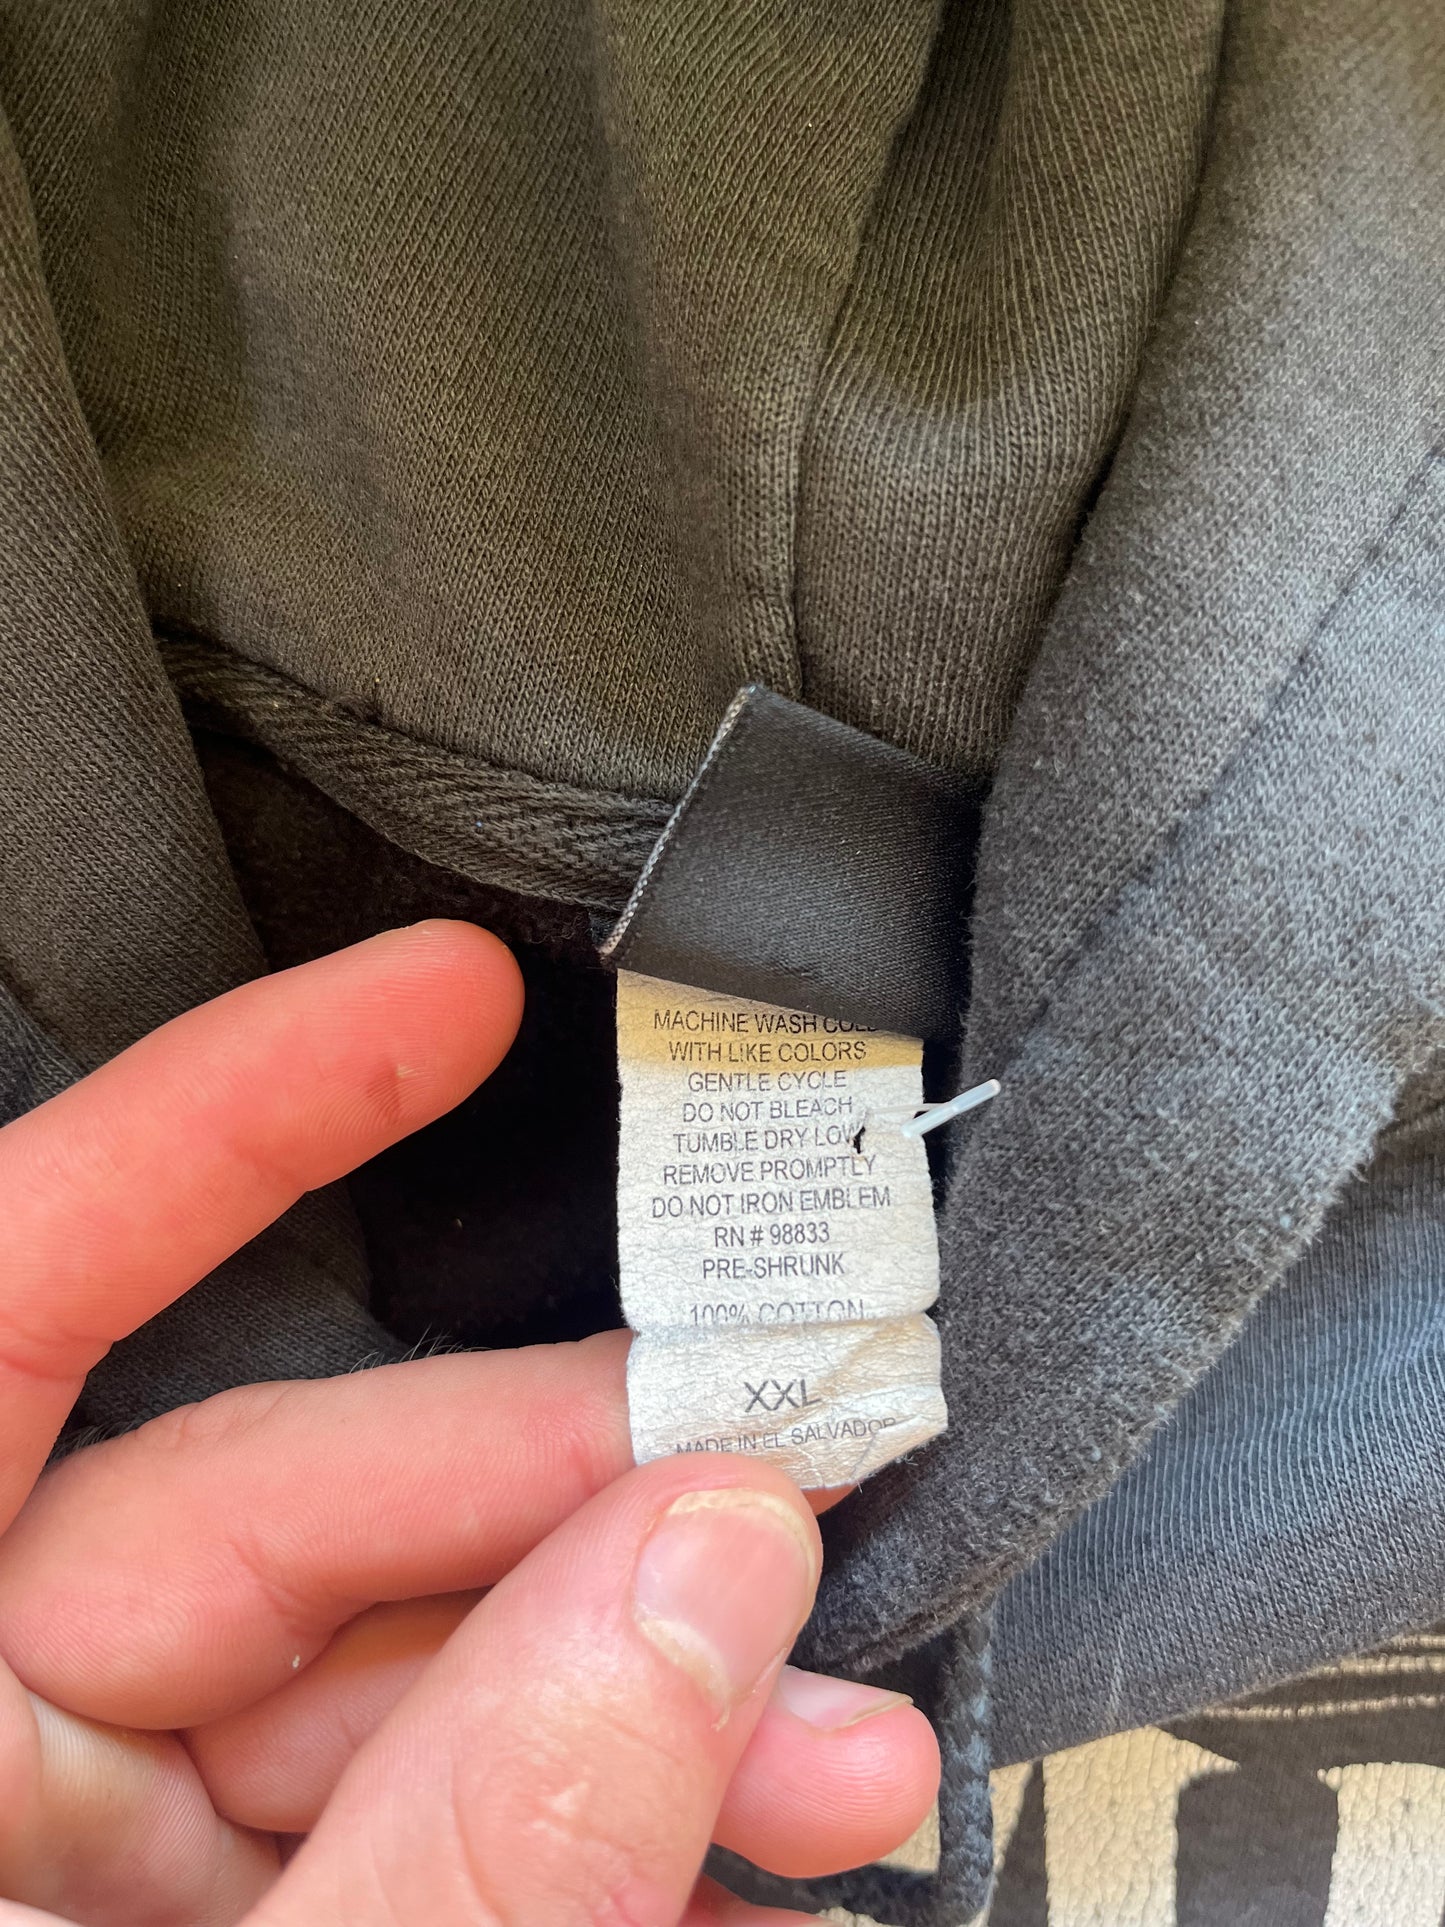 MACHINE WASH COLD
WITH LIKE COLORS
GENTLE CYCLE
DO NOT BLEACH
TUMBLE DRY LOW
REMOVE PROMPTLY
DO NOT IRON EMBLEM
RN # 98833
PRE-SHRUNK
100% COTTON
XXL
MADE IN EL SALVADOR